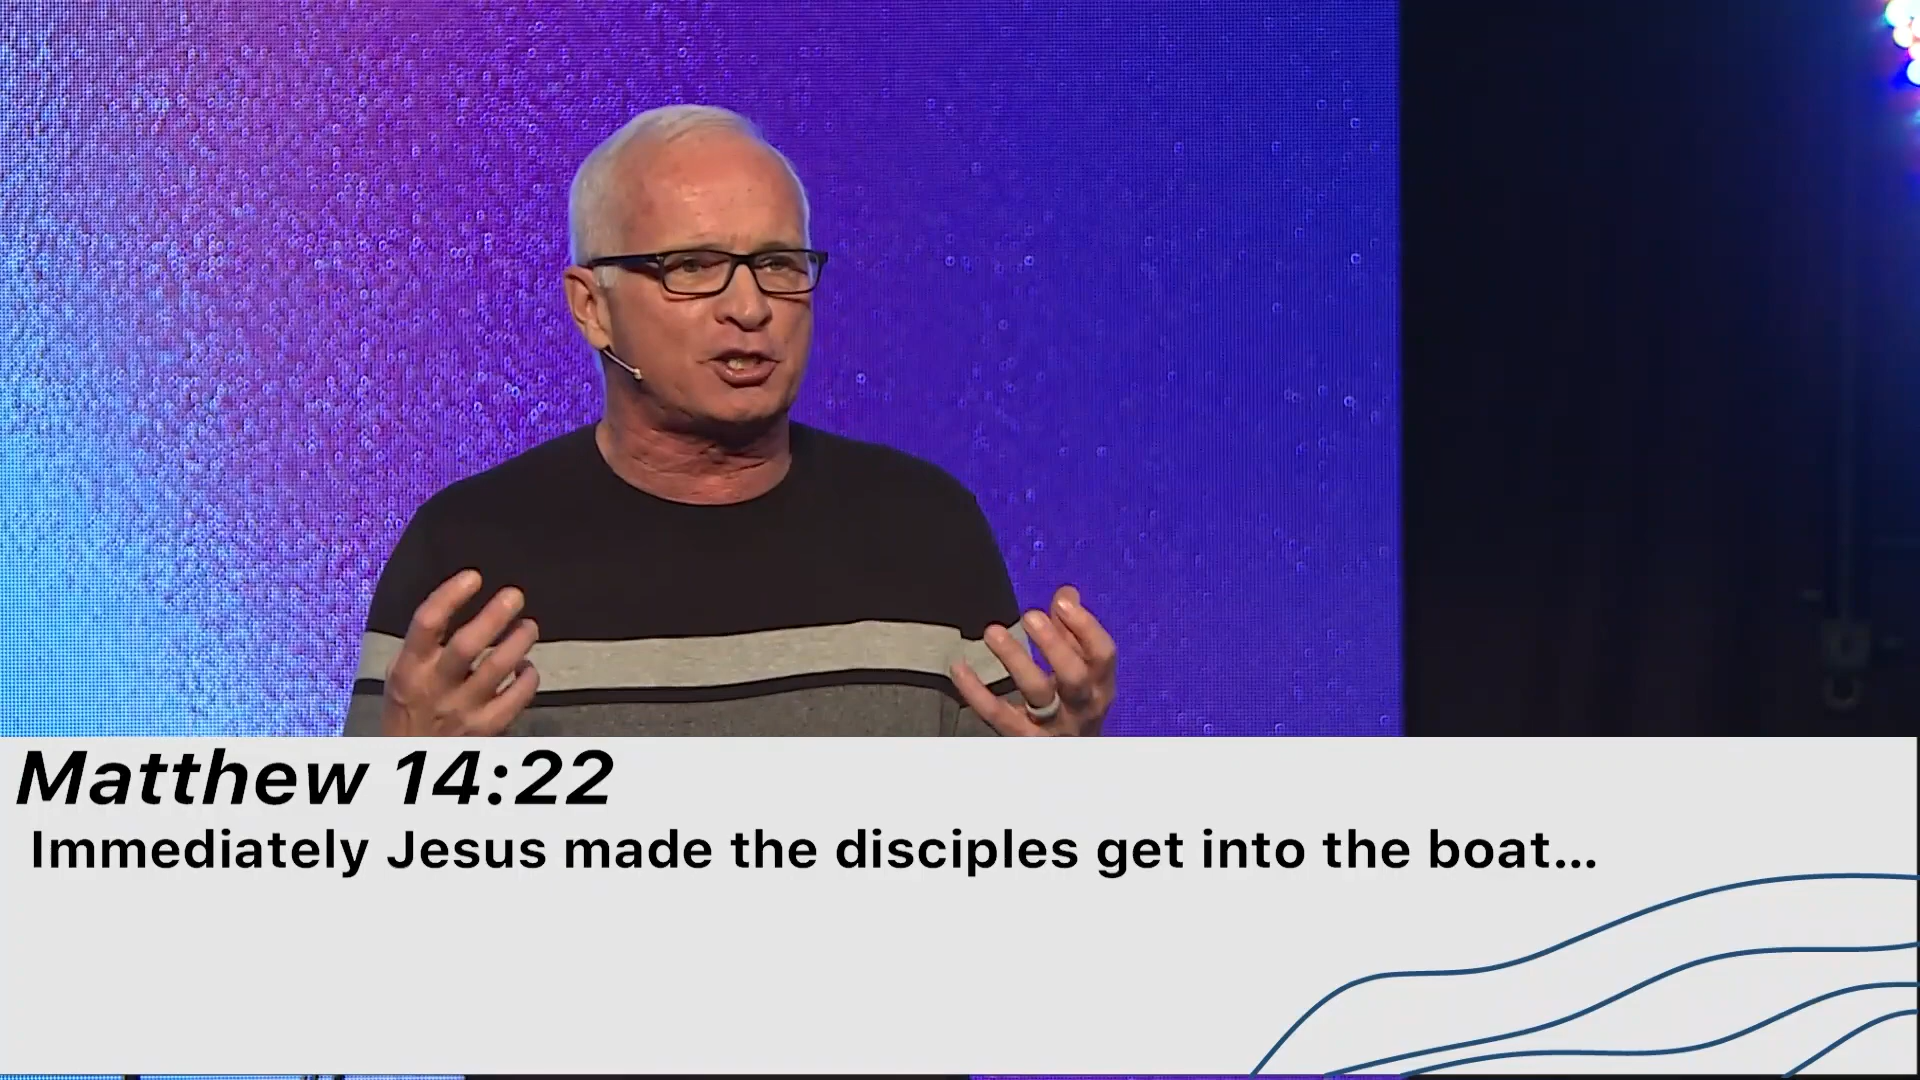 Matthew 14:22
Immediately Jesus made the disciples get into the boat...